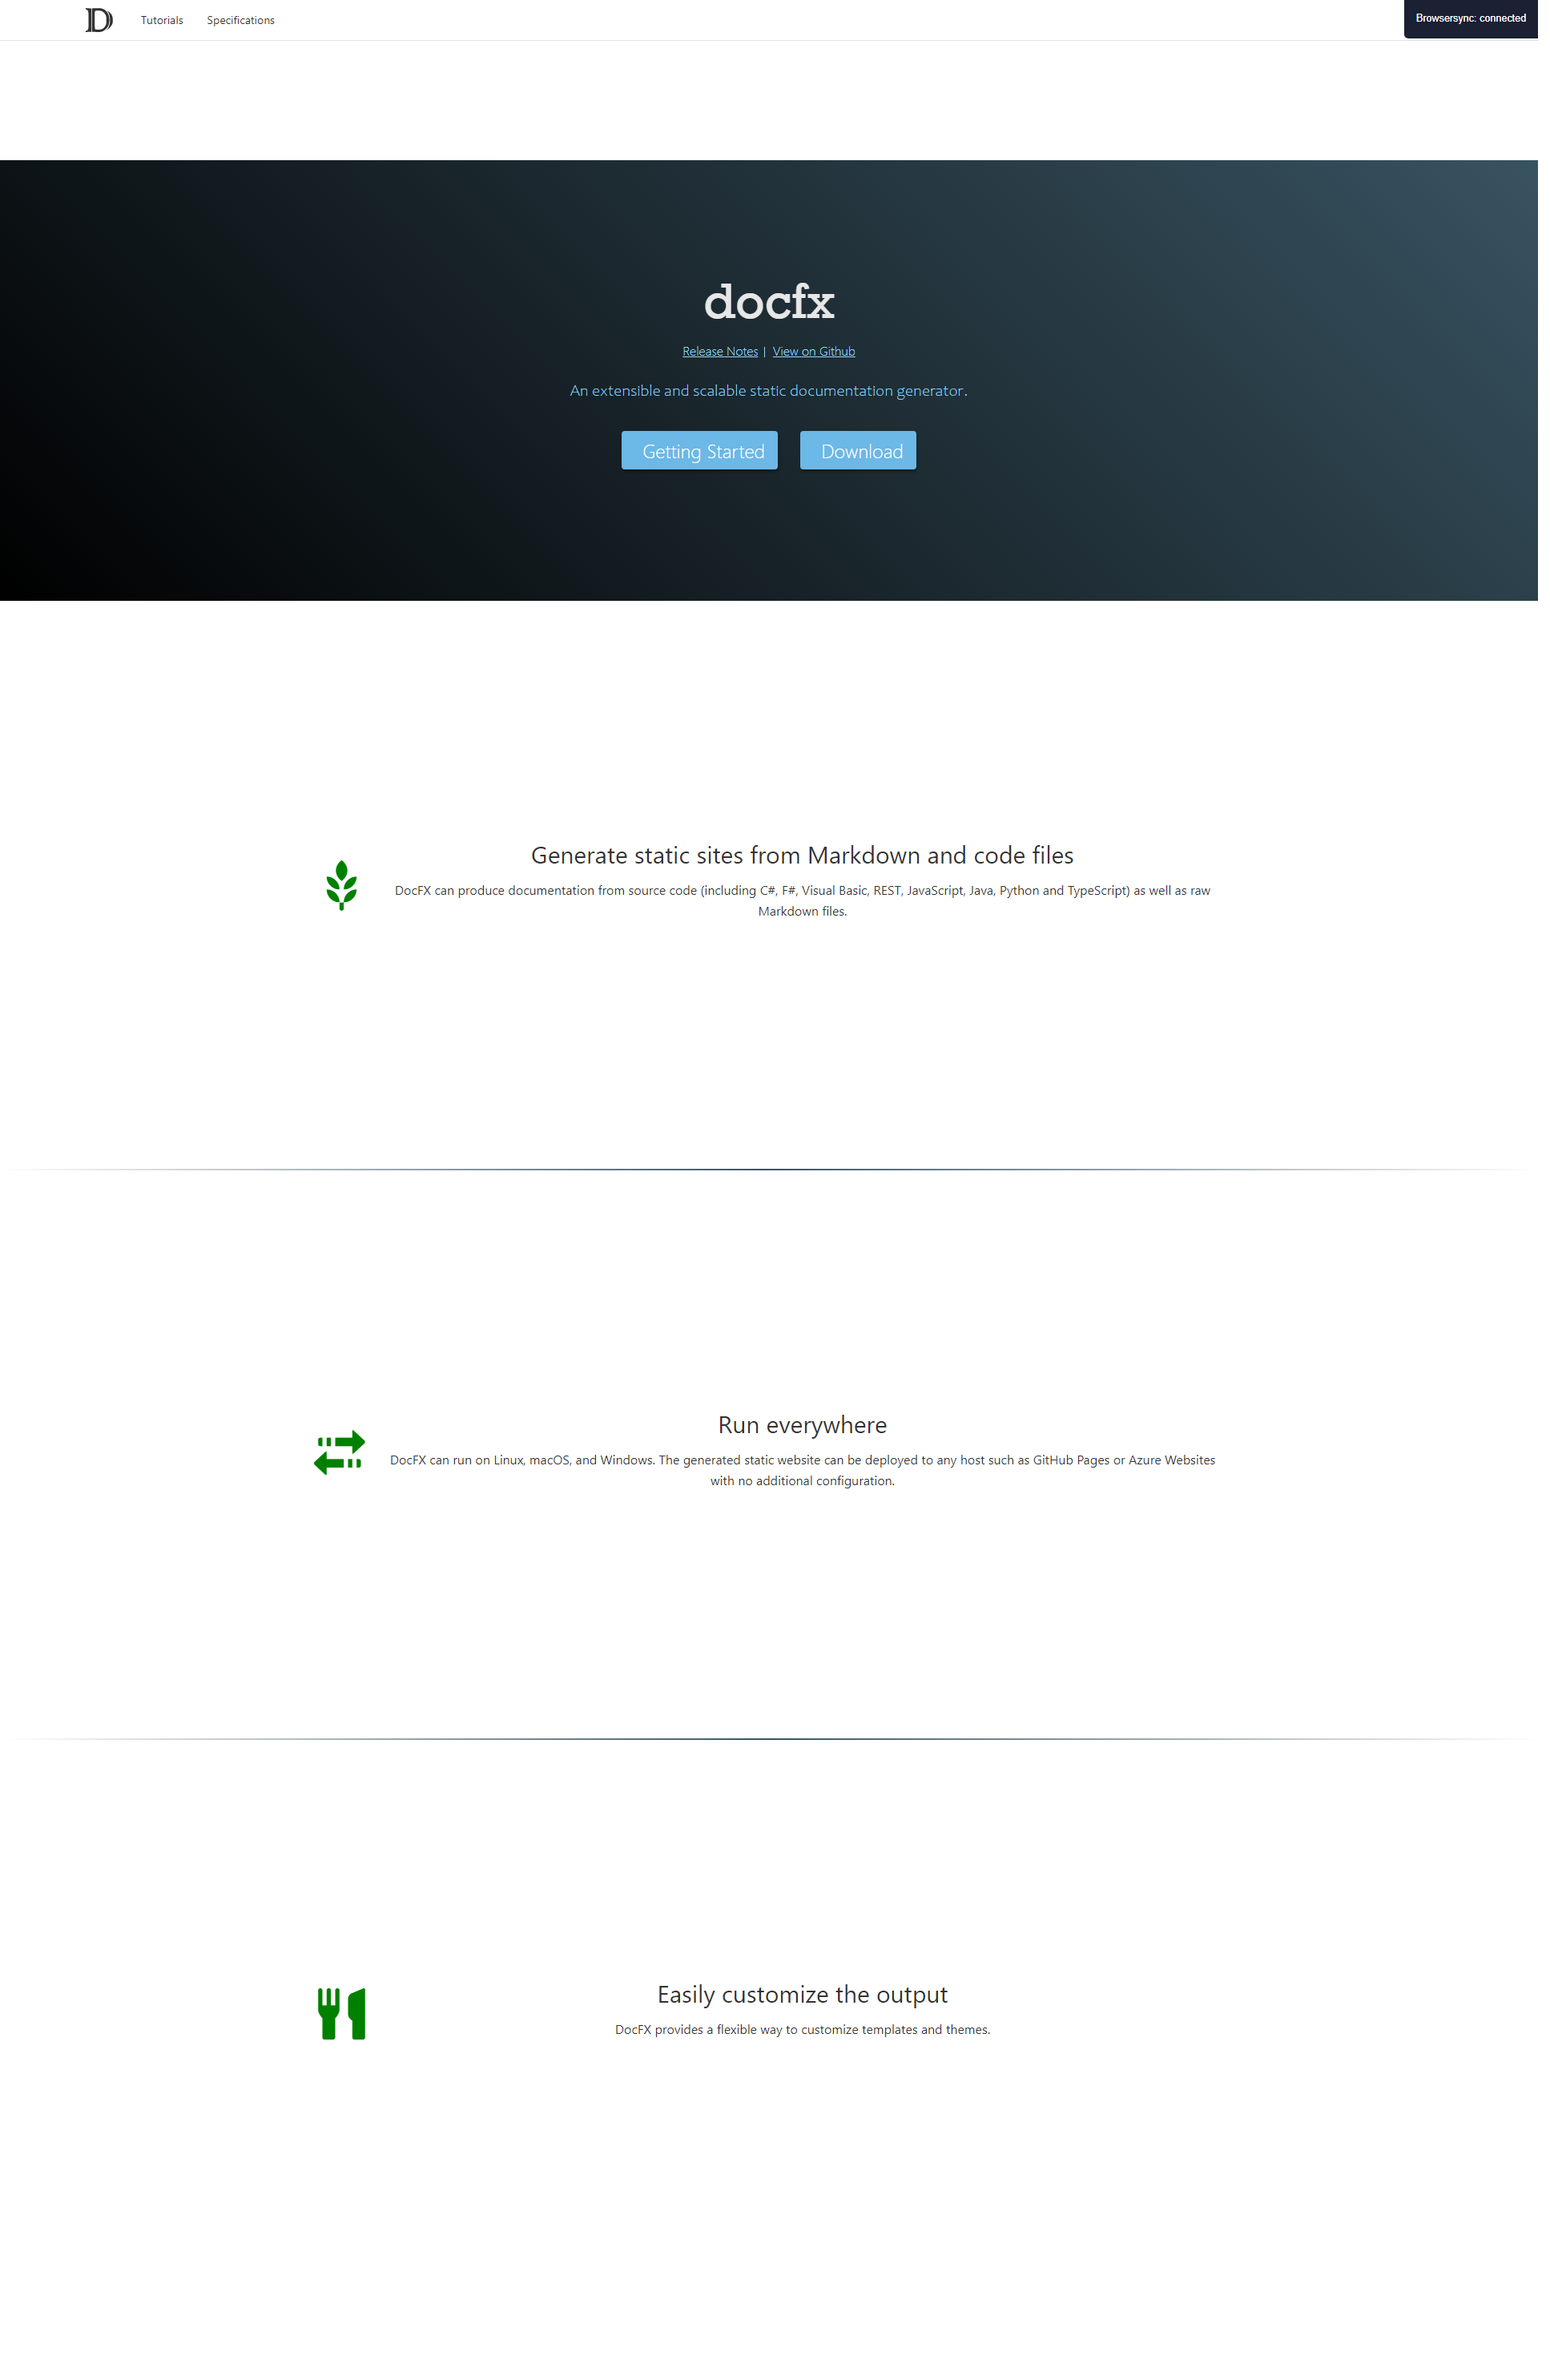 D
Tutorials
Specifications
Browsersync: connected
docfx
Release Notes | View on Github
An extensible and scalable static documentation generator.
Getting Started
Download
Generate static sites from Markdown and code files
DocFX can produce documentation from source code (including C#, F#, Visual Basic, REST, JavaScript, Java, Python and TypeScript) as well as raw
Markdown files.
Run everywhere
DocFX can run on Linux, macOS, and Windows. The generated static website can be deployed to any host such as GitHub Pages or Azure Websites
with no additional configuration.
Easily customize the output
DocFX provides a flexible way to customize templates and themes.